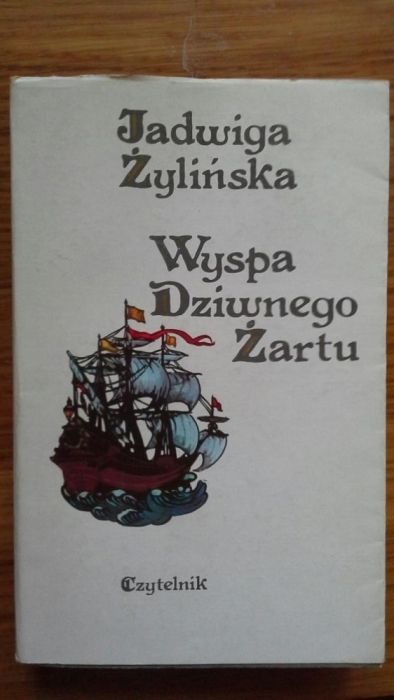 Jadwiga
Żylińska
Wyspa
Dziwnego
Żartu
Czytelnik